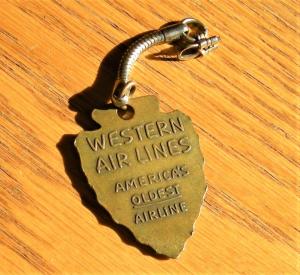 WESTERN
AIR LINES
AMERICA'S
OLDEST
AIRLINE